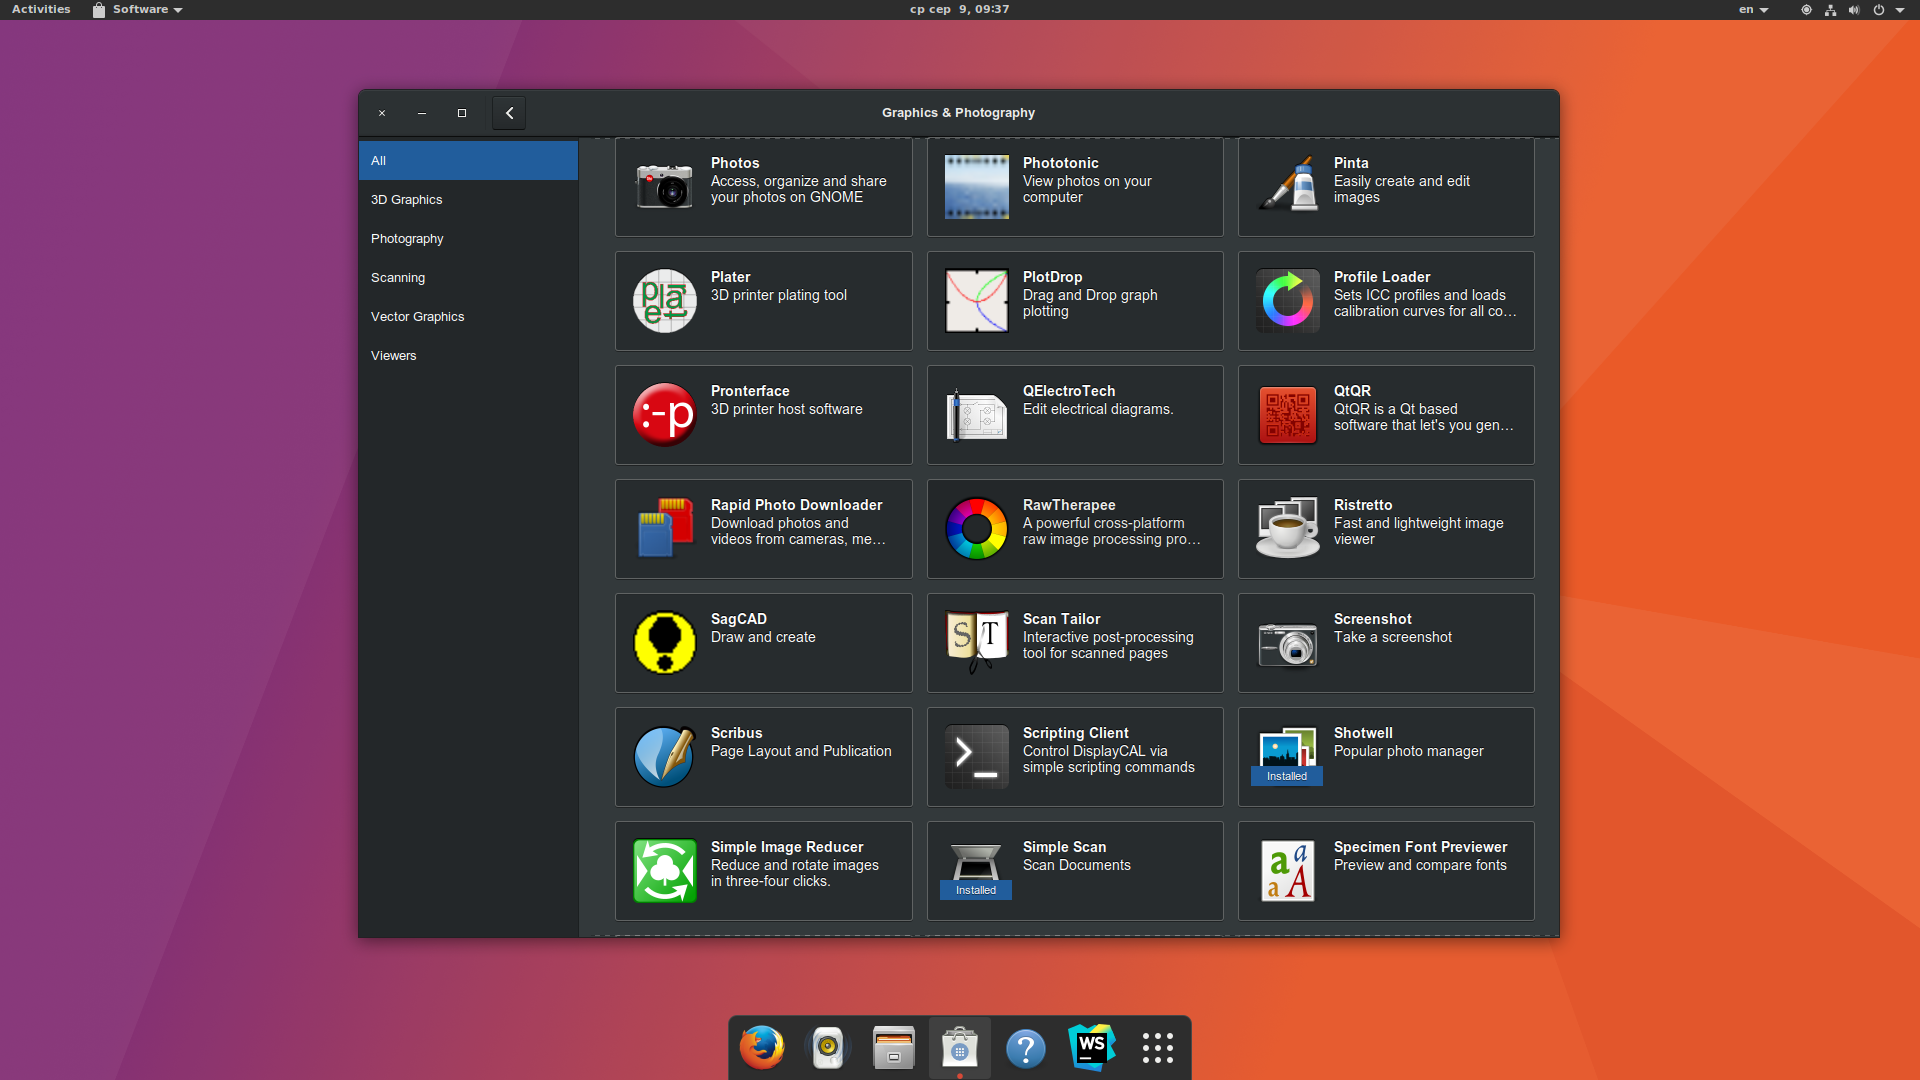 Activities
Software
ср сер  9, 09:37
en
Graphics & Photography
All
3D Graphics
Photography
Scanning
Vector Graphics
Viewers
Photos
Access, organize and share
your photos on GNOME
Phototonic
View photos on your
computer
Pinta
Easily create and edit
images
Plater
3D printer plating tool
PlotDrop
Drag and Drop graph
plotting
Profile Loader
Sets ICC profiles and loads
calibration curves for all co…
:-p
Pronterface
3D printer host software
QElectroTech
Edit electrical diagrams.
QtQR
QtQR is a Qt based
software that let's you gen…
Rapid Photo Downloader
Download photos and
videos from cameras, me…
RawTherapee
A powerful cross-platform
raw image processing pro…
Ristretto
Fast and lightweight image
viewer
SagCAD
Draw and create
S T
Scan Tailor
Interactive post-processing
tool for scanned pages
Screenshot
Take a screenshot
Scribus
Page Layout and Publication
Scripting Client
Control DisplayCAL via
simple scripting commands
Shotwell
Popular photo manager
Installed
Simple Image Reducer
Reduce and rotate images
in three-four clicks.
Simple Scan
Scan Documents
Installed
a a
a A
Specimen Font Previewer
Preview and compare fonts
?
WS